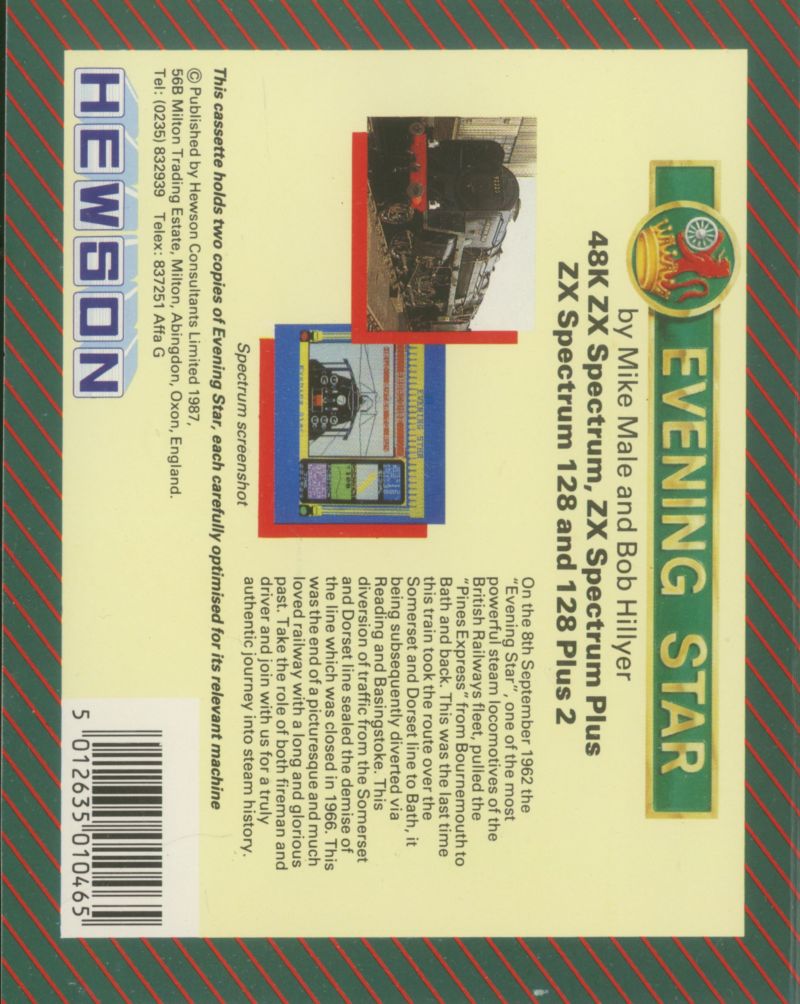 EVENING STAR
by Mike Male and Bob Hillyer
48K ZX Spectrum, ZX Spectrum Plus
ZX Spectrum 128 and 128 Plus 2
On the 8th September 1962 the
"Evening Star", one of the most
powerful steam locomotives of the
British Railways fleet, pulled the
"Pines Express" from Bournemouth to
Bath and back. This was the last time
this train took the route over the
Somerset and Dorset line to Bath, it
being subsequently diverted via
Reading and Basingstoke. This
diversion of traffic from the Somerset
and Dorset line sealed the demise of
the line which was closed in 1966. This
was the end of a picturesque and much
loved railway with a long and glorious
past. Take the role of both fireman and
driver and join with us for a truly
authentic journey into steam history.
EVENING STAR
Spectrum screenshot
This cassette holds two copies of Evening Star, each carefully optimised for its relevant machine
© Published by Hewson Consultants Limited 1987,
56B Milton Trading Estate, Milton, Abingdon, Oxon, England.
Tel: (0235) 832939 Telex: 837251 Affa G
HEWSON
5 012635 010465